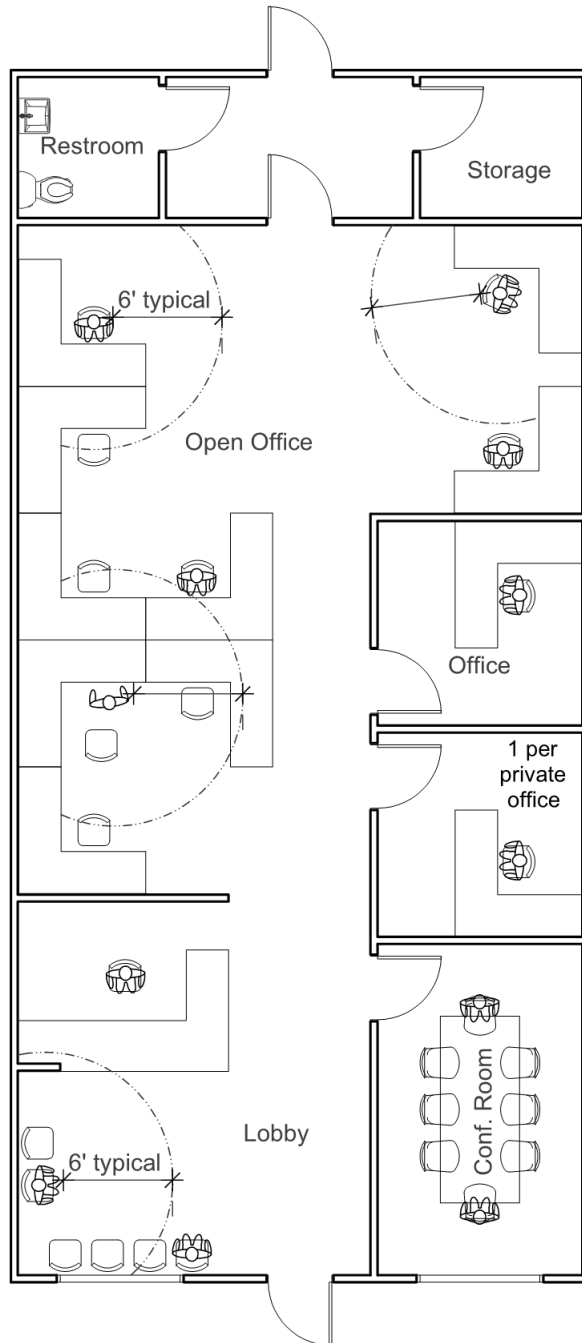 Restroom
Storage
6' typical
Open Office
Office
1 per
private
office
Conf. Room
Lobby
6' typical